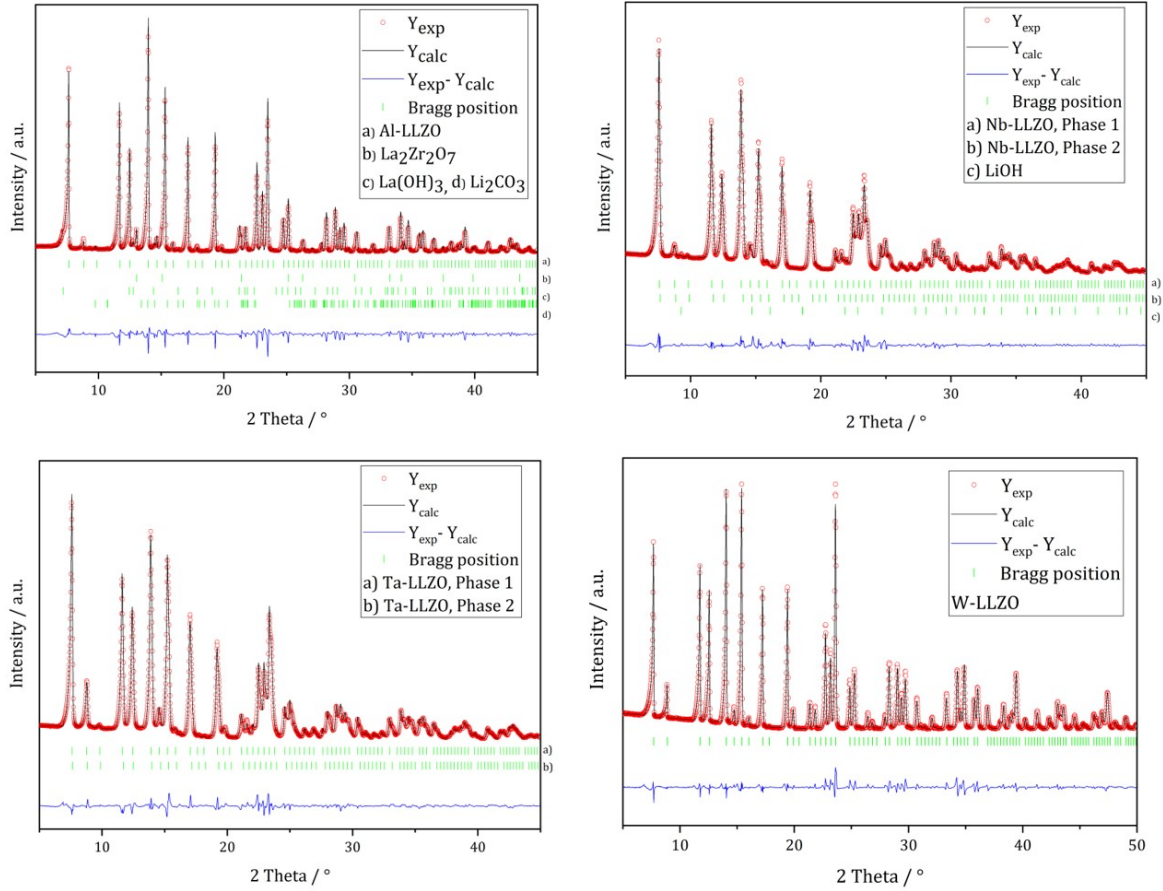 Y_exp
Y_calc
Y_exp- Y_calc
Bragg position
a) Al-LLZO
b) La₂Zr₂O₇
c) La(OH)₃, d) Li₂CO₃
Intensity / a.u.
a)
b)
c)
d)
10 20 30 40
2 Theta / °
Y_exp
Y_calc
Y_exp- Y_calc
Bragg position
a) Nb-LLZO, Phase 1
b) Nb-LLZO, Phase 2
c) LiOH
Intensity / a.u.
a)
b)
c)
10 20 30 40
2 Theta / °
Y_exp
Y_calc
Y_exp- Y_calc
Bragg position
a) Ta-LLZO, Phase 1
b) Ta-LLZO, Phase 2
Intensity / a.u.
a)
b)
10 20 30 40
2 Theta / °
Y_exp
Y_calc
Y_exp- Y_calc
Bragg position
W-LLZO
Intensity / a.u.
10 20 30 40 50
2 Theta / °